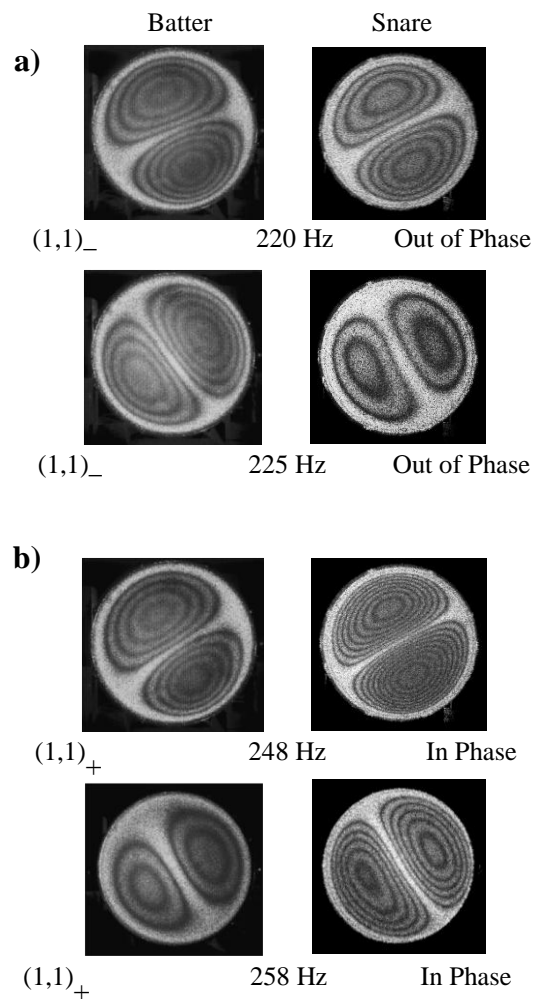 Batter Snare
a)
(1,1)_ 220 Hz Out of Phase
(1,1)_ 225 Hz Out of Phase
b)
(1,1)+ 248 Hz In Phase
(1,1)+ 258 Hz In Phase